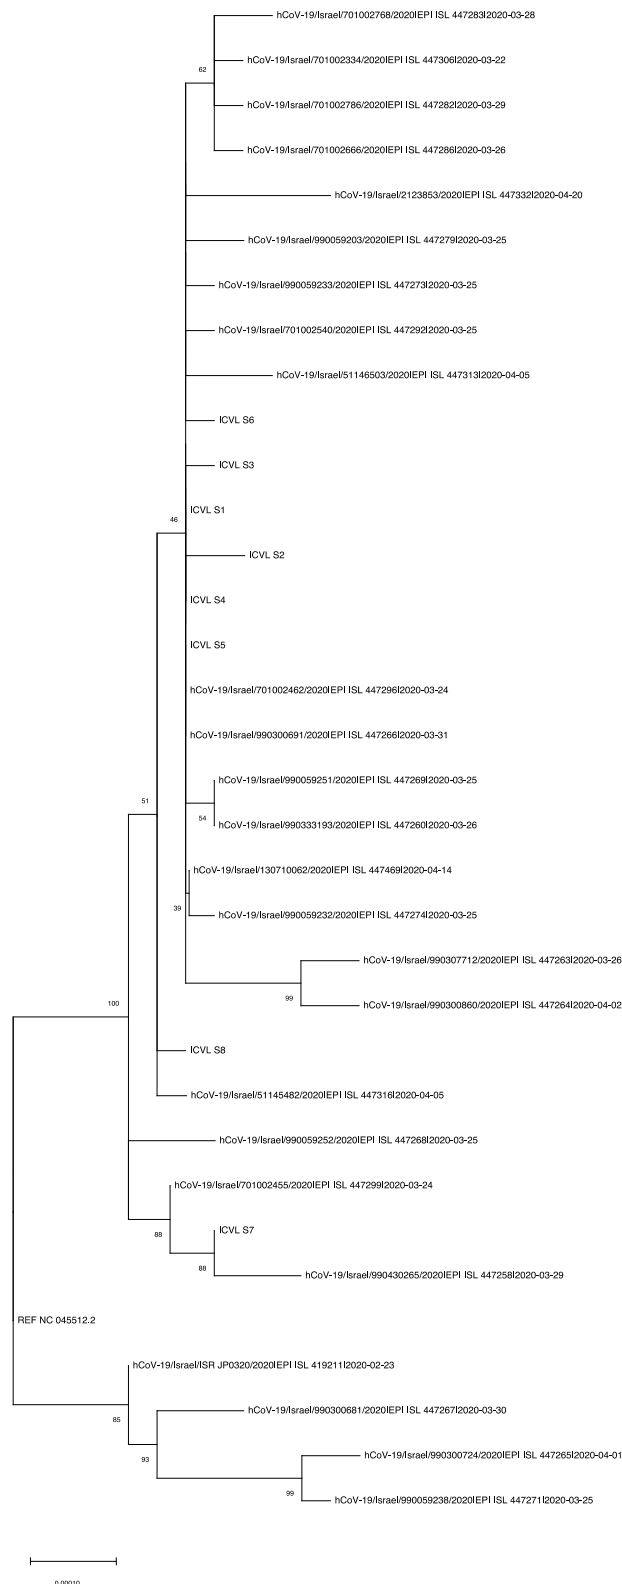 hCoV-19/Israel/701002768/2020|EPI ISL 447283|2020-03-28
62
hCoV-19/Israel/701002334/2020|EPI ISL 447306|2020-03-22
hCoV-19/Israel/701002786/2020|EPI ISL 447282|2020-03-29
hCoV-19/Israel/701002666/2020|EPI ISL 447286|2020-03-26
hCoV-19/Israel/2123853/2020|EPI ISL 447332|2020-04-20
hCoV-19/Israel/990059203/2020|EPI ISL 447279|2020-03-25
hCoV-19/Israel/990059233/2020|EPI ISL 447273|2020-03-25
hCoV-19/Israel/701002540/2020|EPI ISL 447292|2020-03-25
hCoV-19/Israel/51146503/2020|EPI ISL 447313|2020-04-05
ICVL S6
ICVL S3
ICVL S1
46
ICVL S2
ICVL S4
ICVL S5
hCoV-19/Israel/701002462/2020|EPI ISL 447296|2020-03-24
hCoV-19/Israel/990300691/2020|EPI ISL 447266|2020-03-31
hCoV-19/Israel/990059251/2020|EPI ISL 447269|2020-03-25
51
54
hCoV-19/Israel/990333193/2020|EPI ISL 447260|2020-03-26
hCoV-19/Israel/130710062/2020|EPI ISL 447469|2020-04-14
39
hCoV-19/Israel/990059232/2020|EPI ISL 447274|2020-03-25
hCoV-19/Israel/990307712/2020|EPI ISL 447263|2020-03-26
99
hCoV-19/Israel/990300860/2020|EPI ISL 447264|2020-04-02
100
ICVL S8
hCoV-19/Israel/51145482/2020|EPI ISL 447316|2020-04-05
hCoV-19/Israel/990059252/2020|EPI ISL 447268|2020-03-25
hCoV-19/Israel/701002455/2020|EPI ISL 447299|2020-03-24
88
ICVL S7
88
hCoV-19/Israel/990430265/2020|EPI ISL 447258|2020-03-29
REF NC 045512.2
hCoV-19/Israel/ISR JP0320/2020|EPI ISL 419211|2020-02-23
85
hCoV-19/Israel/990300681/2020|EPI ISL 447267|2020-03-30
93
hCoV-19/Israel/990300724/2020|EPI ISL 447265|2020-04-01
99
hCoV-19/Israel/990059238/2020|EPI ISL 447271|2020-03-25
0.00010